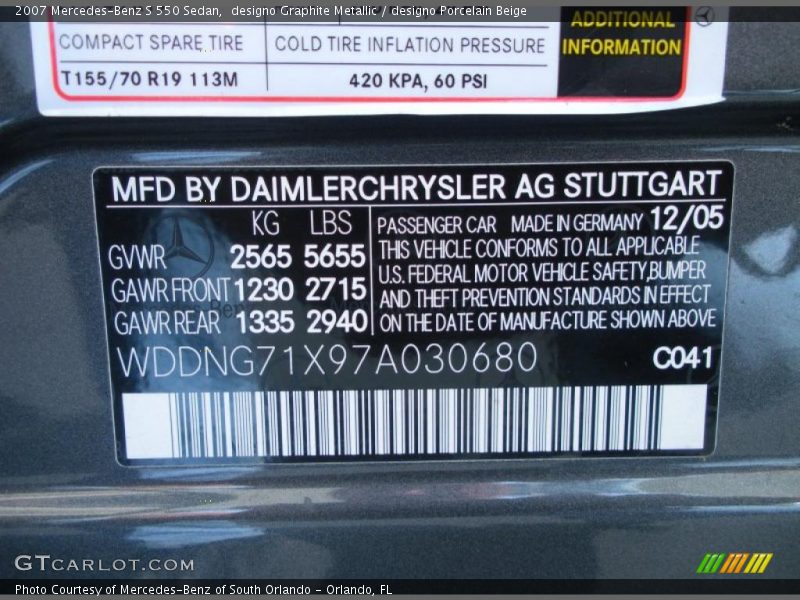 2007 Mercedes-Benz S 550 Sedan,  designo Graphite Metallic / designo Porcelain Beige
COMPACT SPARE TIRE
COLD TIRE INFLATION PRESSURE
T155/70 R19 113M
420 KPA, 60 PSI
ADDITIONAL
INFORMATION
MFD BY DAIMLERCHRYSLER AG STUTTGART
KG LBS
GVWR 2565 5655
GAWR FRONT 1230 2715
GAWR REAR 1335 2940
PASSENGER CAR MADE IN GERMANY 12/05
THIS VEHICLE CONFORMS TO ALL APPLICABLE
U.S. FEDERAL MOTOR VEHICLE SAFETY,BUMPER
AND THEFT PREVENTION STANDARDS IN EFFECT
ON THE DATE OF MANUFACTURE SHOWN ABOVE
WDDNG71X97A030680
C041
GTCARLOT.COM
Photo Courtesy of Mercedes-Benz of South Orlando - Orlando, FL